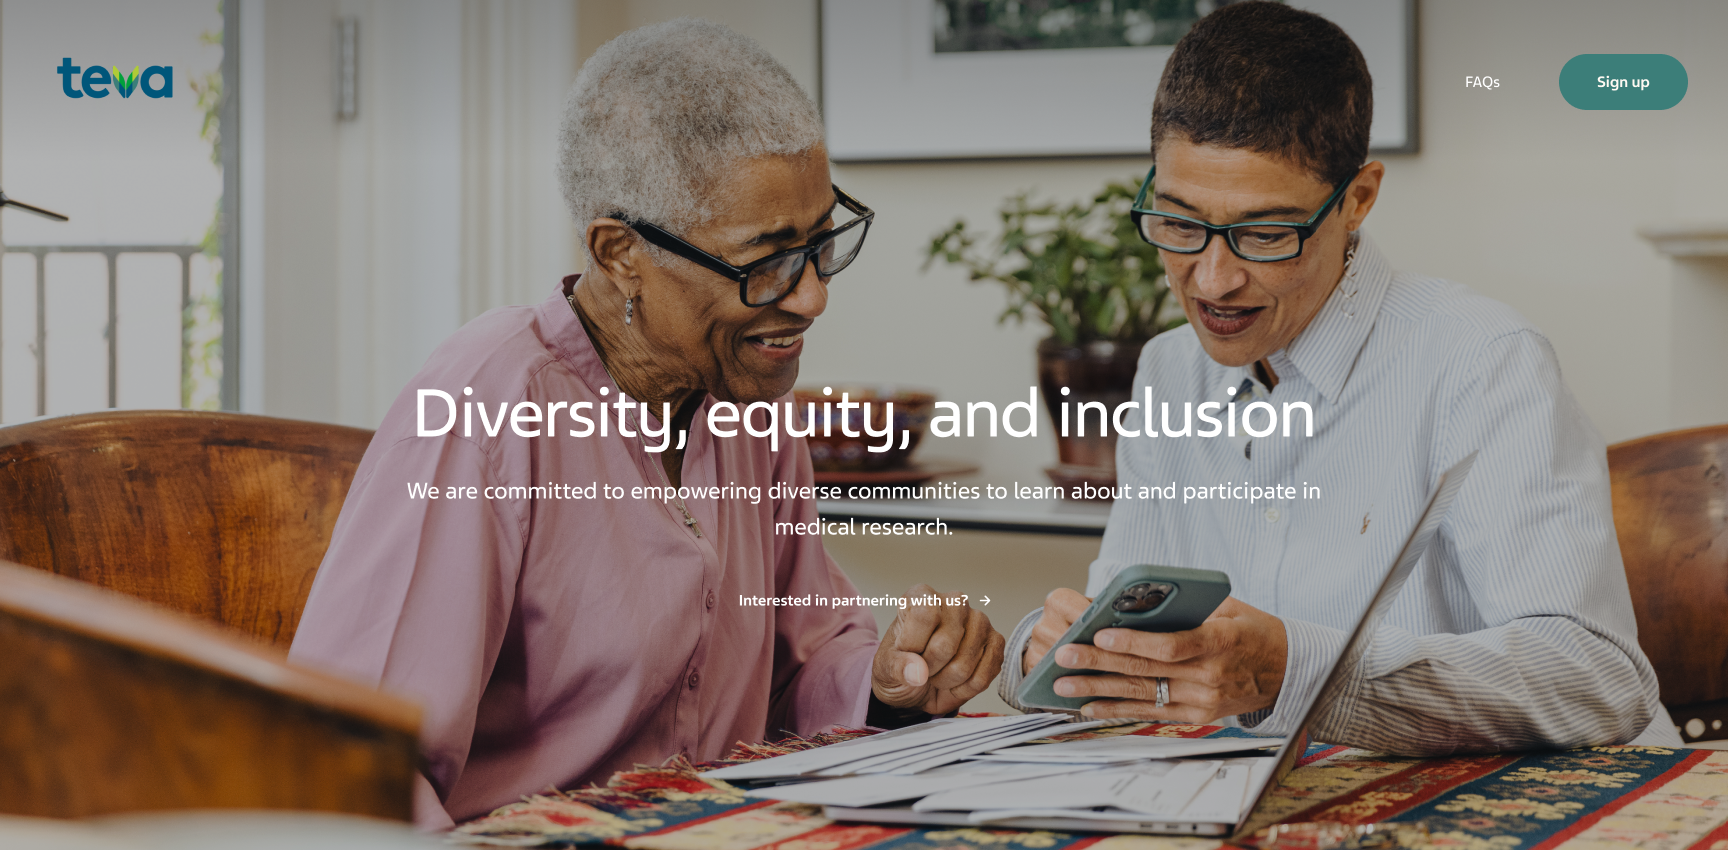 teva
FAQs
Sign up
Diversity, equity, and inclusion
We are committed to empowering diverse communities to learn about and participate in
medical research.
Interested in partnering with us? →